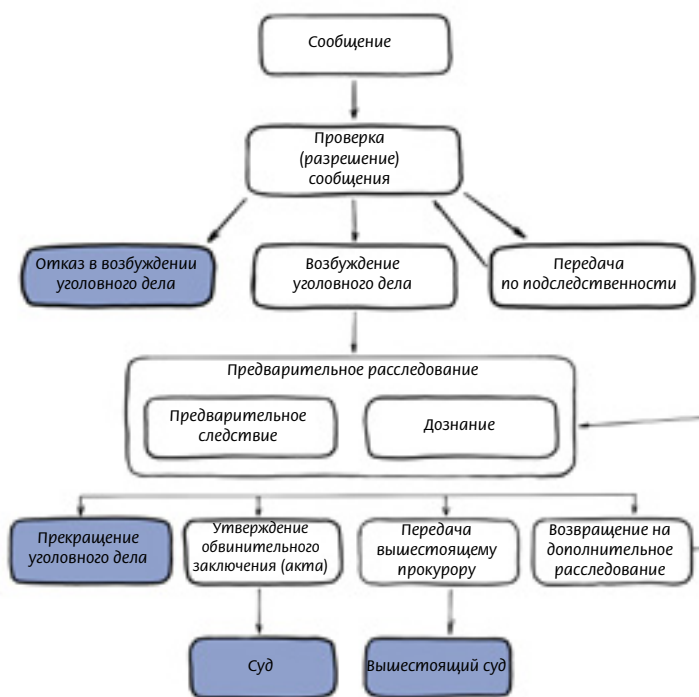 Сообщение
Проверка
(разрешение)
сообщения
Отказ в возбуждении
уголовного дела
Возбуждение
уголовного дела
Передача
по подследственности
Предварительное расследование
Предварительное
следствие
Дознание
Прекращение
уголовного дела
Утверждение
обвинительного
заключения (акта)
Передача
вышестоящему
прокурору
Возвращение на
дополнительное
расследование
Суд
Вышестоящий суд